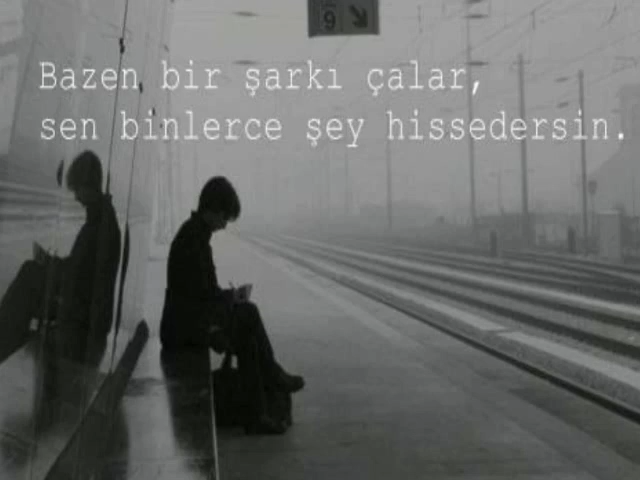 9
Bazen bir şarkı çalar,
sen binlerce şey hissedersin.